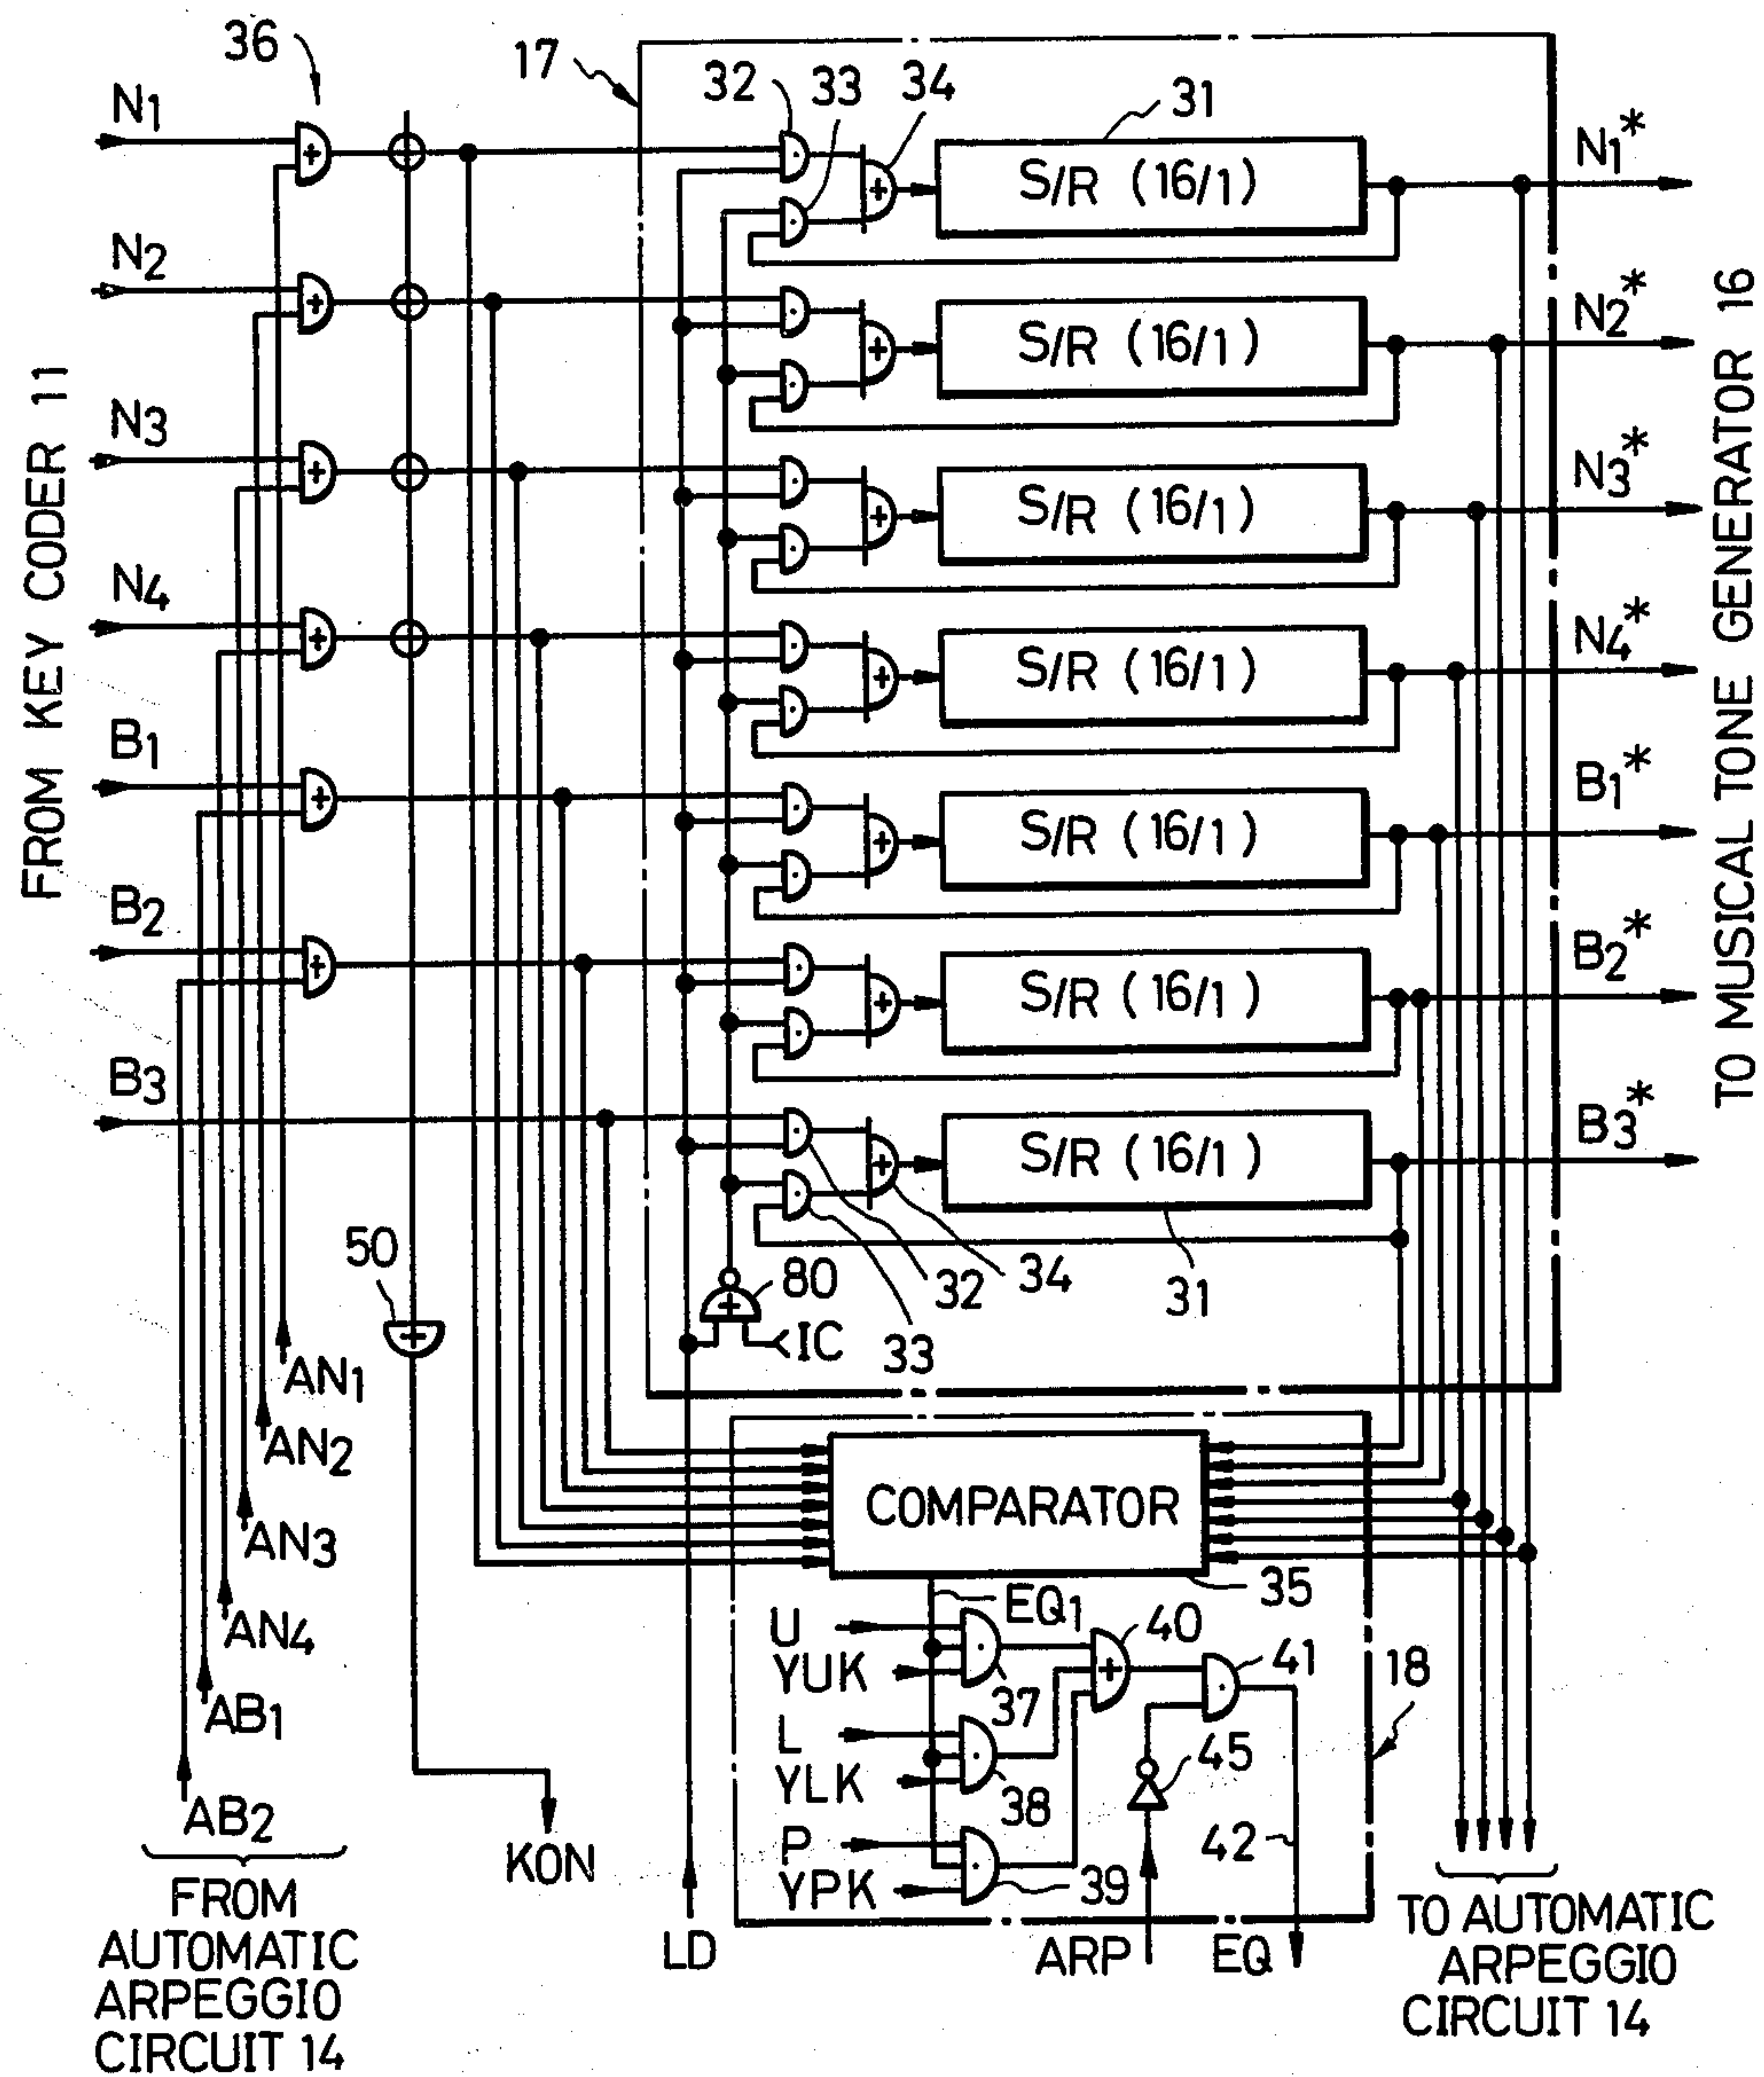 36
17
32
33
34
31
N1
S/R (16/1)
N1*
N2
S/R (16/1)
N2*
N3
S/R (16/1)
N3*
N4
S/R (16/1)
N4*
B1
S/R (16/1)
B1*
B2
S/R (16/1)
B2*
B3
S/R (16/1)
B3*
FROM KEY CODER 11
TO MUSICAL TONE GENERATOR 16
50
80
IC
32
33
34
31
AN1
AN2
AN3
AN4
AB1
AB2
COMPARATOR
35
EQ1
U
YUK
37
40
41
18
L
YLK
38
45
P
YPK
39
42
KON
LD
ARP
EQ
FROM
AUTOMATIC
ARPEGGIO
CIRCUIT 14
TO AUTOMATIC
ARPEGGIO
CIRCUIT 14